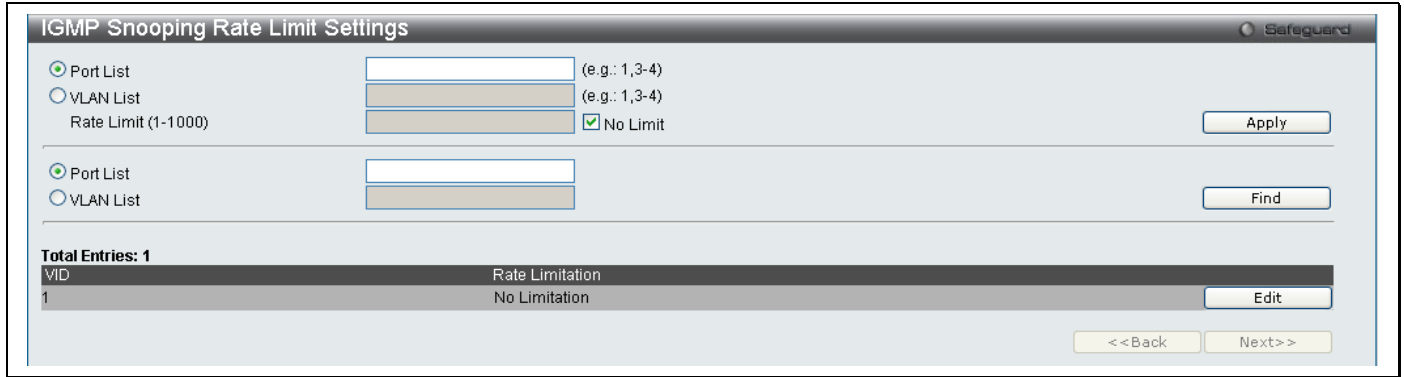 IGMP Snooping Rate Limit Settings
Safeguard
Port List (e.g.: 1,3-4)
VLAN List (e.g.: 1,3-4)
Rate Limit (1-1000) No Limit Apply
Port List
VLAN List Find
Total Entries: 1
VID Rate Limitation
1 No Limitation Edit
<<Back Next>>